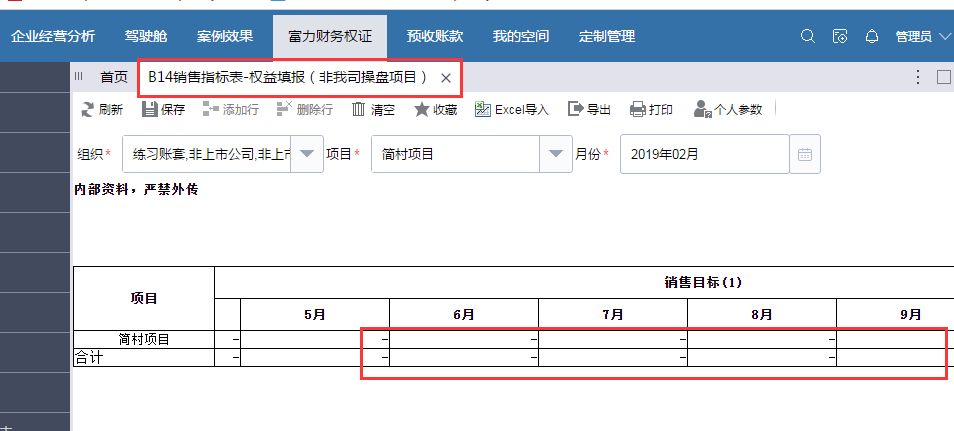 企业经营分析 驾驶舱 案例效果 富力财务权证 预收账款 我的空间 定制管理 管理员
首页 B14销售指标表-权益填报（非我司操盘项目）
刷新 保存 添加行 删除行 清空 收藏 Excel导入 导出 打印 个人参数
组织* 练习账套,非上市公司,非上市 项目* 简村项目 月份* 2019年02月
内部资料，严禁外传
项目 销售目标(1)
5月 6月 7月 8月 9月
简村项目 – – – – –
合计 – – – – –